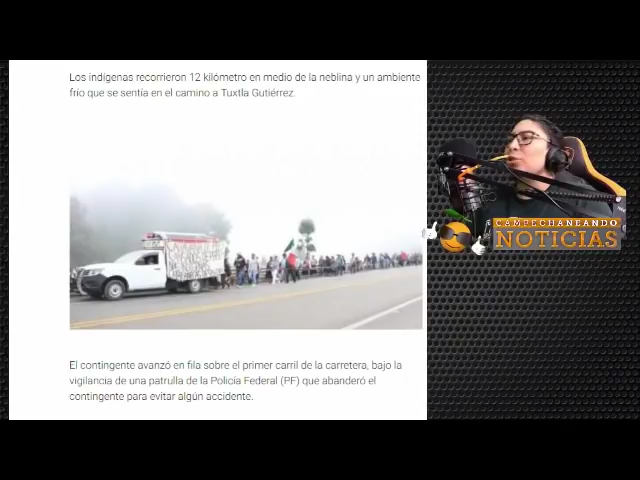 Los indígenas recorrieron 12 kilómetro en medio de la neblina y un ambiente
frío que se sentía en el camino a Tuxtla Gutiérrez.
CAMPECHANEANDO
NOTICIAS
El contingente avanzó en fila sobre el primer carril de la carretera, bajo la
vigilancia de una patrulla de la Policía Federal (PF) que abanderó el
contingente para evitar algún accidente.